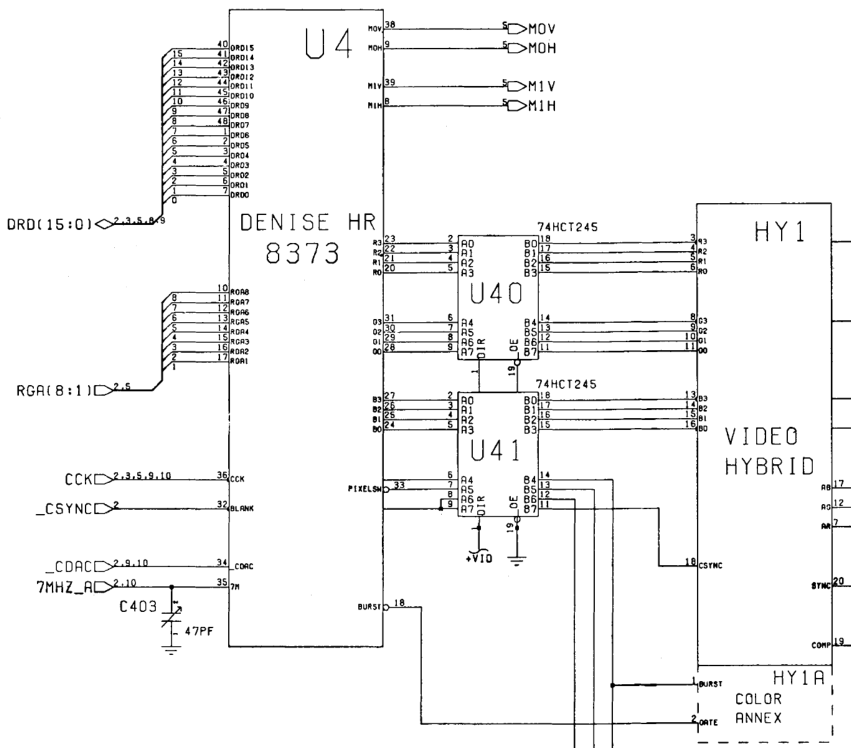 U4
MOV 38 5 MOV
MOH 9 5 MOH
M1V 39 5 M1V
M1H 8 5 M1H
15 40 DRD15
14 41 DRD14
13 42 DRD13
12 43 DRD12
11 44 DRD11
10 45 DRD10
9 46 DRD9
8 47 DRD8
7 48 DRD7
6 1 DRD6
5 2 DRD5
4 3 DRD4
3 4 DRD3
2 5 DRD2
1 6 DRD1
0 7 DRD0
DRD(15:0) 2,3,5,8,9
DENISE HR
8373
74HCT245
HY1
R3 23 2 A0 B0 18 3 R3
R2 22 3 A1 B1 17 4 R2
R1 21 4 A2 B2 16 5 R1
R0 20 5 A3 B3 15 6 R0
U40
G3 31 6 A4 B4 14 8 G3
G2 30 7 A5 B5 13 9 G2
G1 29 8 A6 B6 12 10 G1
G0 28 9 A7 B7 11 11 G0
DIR OE
1 19
8 10 RGA8
7 11 RGA7
6 12 RGA6
5 13 RGA5
4 14 RGA4
3 15 RGA3
2 16 RGA2
1 17 RGA1
RGA(8:1) 2,5
74HCT245
B3 27 2 A0 B0 18 13 B3
B2 26 3 A1 B1 17 14 B2
B1 25 4 A2 B2 16 15 B1
B0 24 5 A3 B3 15 16 B0
U41
VIDEO
HYBRID
6 A4 B4 14
PIXELSW 33 7 A5 B5 13
8 A6 B6 12
9 A7 B7 11
DIR OE
1 19
+VID
CCK 2,3,5,9,10 36 CCK
_CSYNC 2 32 BLANK
_CDAC 2,9,10 34 _CDAC
7MHZ_A 2,10 35 7M
C403
47PF
AB 17
AG 12
AR 7
18 CSYNC
SYNC 20
BURST 18
COMP 19
HY1A
1 BURST
COLOR
ANNEX
2 GATE